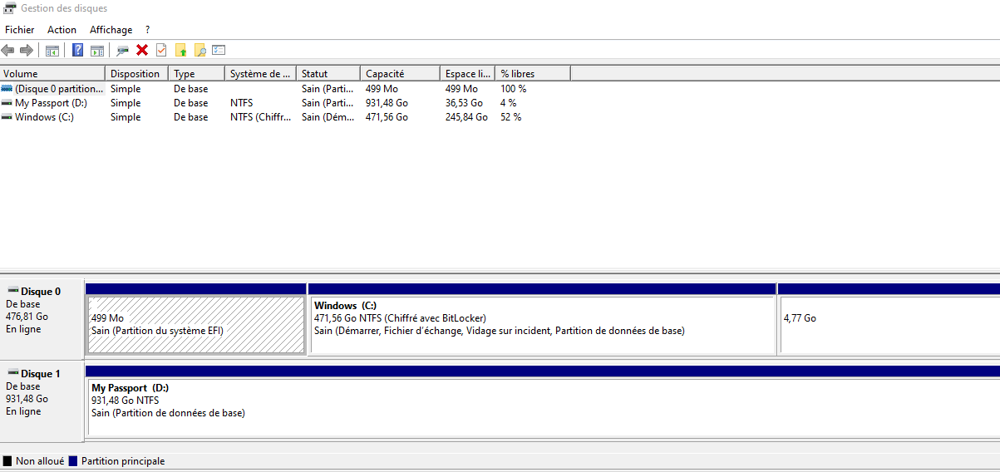 Gestion des disques
Fichier Action Affichage ?
Volume Disposition Type Système de ... Statut Capacité Espace li... % libres
(Disque 0 partition... Simple De base Sain (Parti... 499 Mo 499 Mo 100 %
My Passport (D:) Simple De base NTFS Sain (Parti... 931,48 Go 36,53 Go 4 %
Windows (C:) Simple De base NTFS (Chiffr... Sain (Dém... 471,56 Go 245,84 Go 52 %
Disque 0
De base
476,81 Go
En ligne
499 Mo
Sain (Partition du système EFI)
Windows (C:)
471,56 Go NTFS (Chiffré avec BitLocker)
Sain (Démarrer, Fichier d'échange, Vidage sur incident, Partition de données de base)
4,77 Go
Disque 1
De base
931,48 Go
En ligne
My Passport (D:)
931,48 Go NTFS
Sain (Partition de données de base)
Non alloué Partition principale